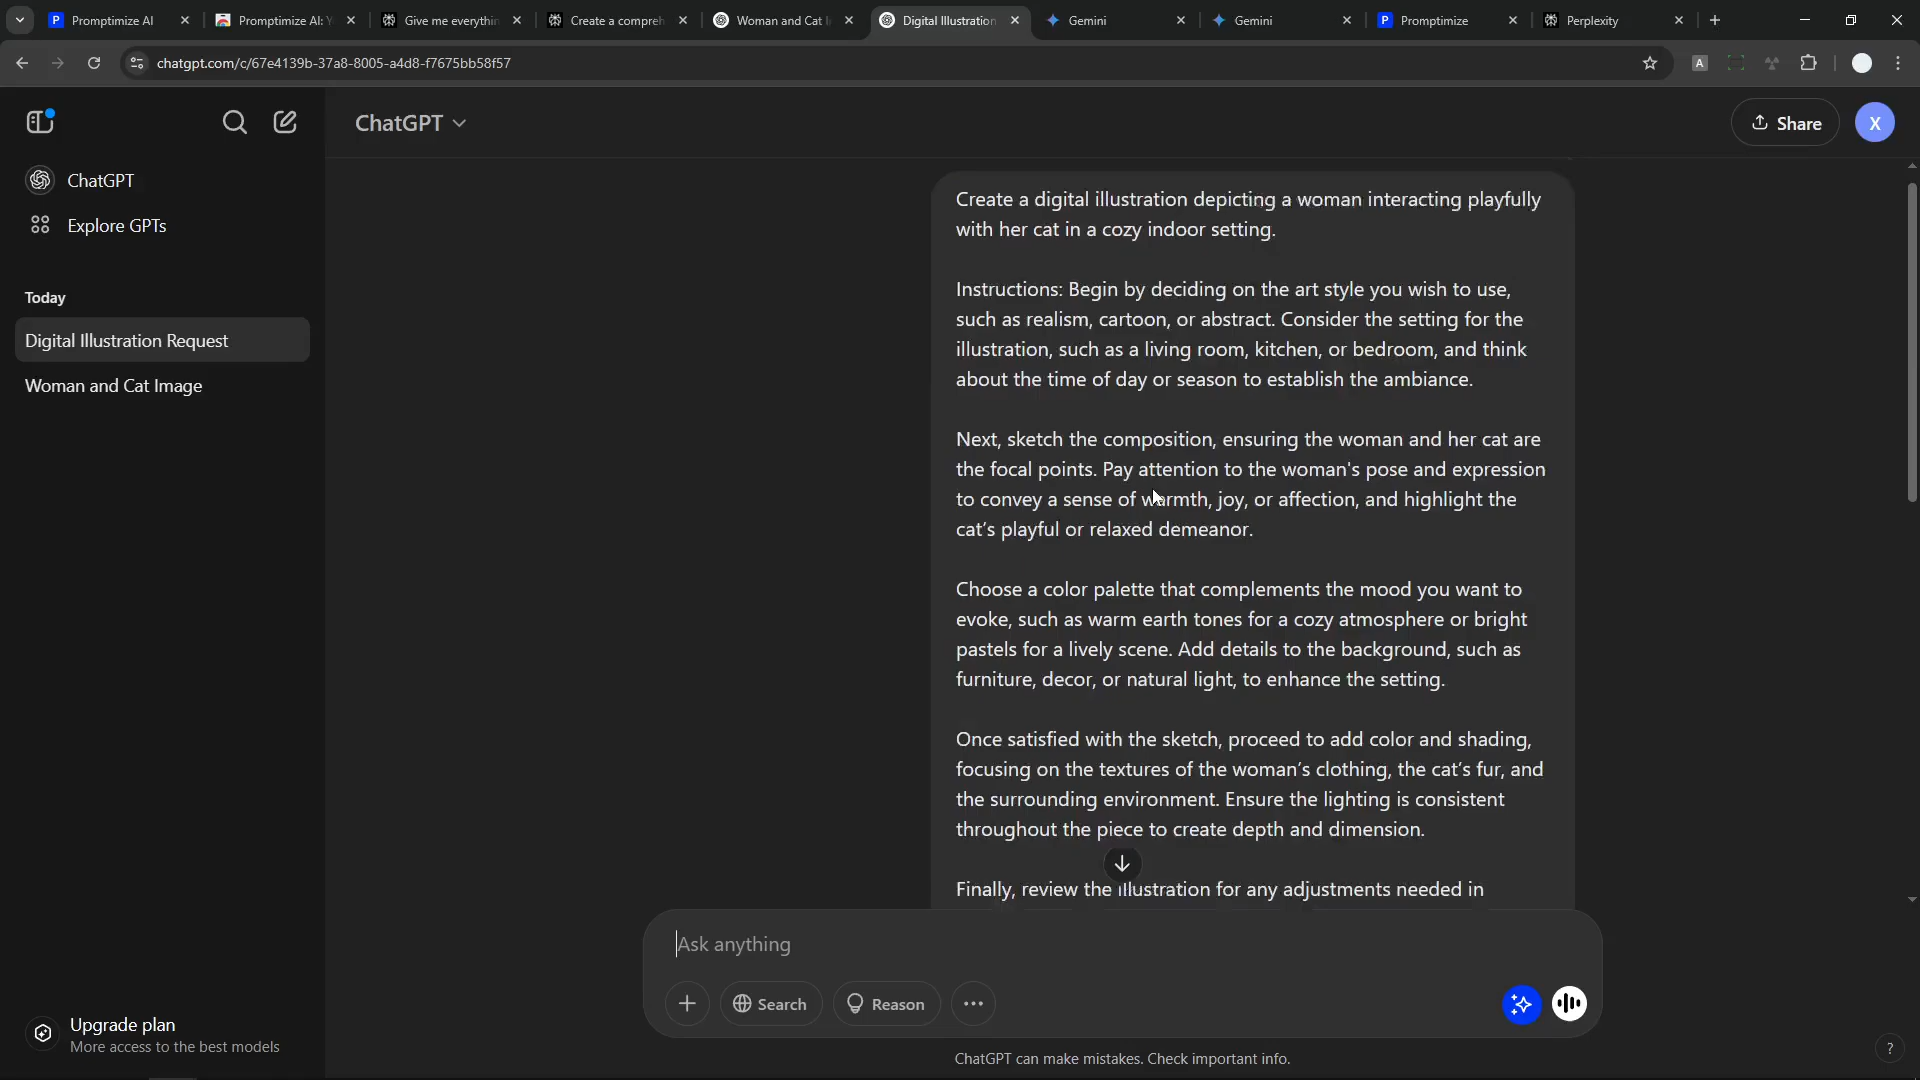 Promptimize AI
Promptimize AI: Y
Give me everythin
Create a compreh
Woman and Cat I
Digital Illustration
Gemini
Gemini
Promptimize
Perplexity
chatgpt.com/c/67e4139b-37a8-8005-a4d8-f7675bb58f57
ChatGPT
Share
X
ChatGPT
Explore GPTs
Today
Digital Illustration Request
Woman and Cat Image
Create a digital illustration depicting a woman interacting playfully
with her cat in a cozy indoor setting.
Instructions: Begin by deciding on the art style you wish to use,
such as realism, cartoon, or abstract. Consider the setting for the
illustration, such as a living room, kitchen, or bedroom, and think
about the time of day or season to establish the ambiance.
Next, sketch the composition, ensuring the woman and her cat are
the focal points. Pay attention to the woman's pose and expression
to convey a sense of warmth, joy, or affection, and highlight the
cat's playful or relaxed demeanor.
Choose a color palette that complements the mood you want to
evoke, such as warm earth tones for a cozy atmosphere or bright
pastels for a lively scene. Add details to the background, such as
furniture, decor, or natural light, to enhance the setting.
Once satisfied with the sketch, proceed to add color and shading,
focusing on the textures of the woman's clothing, the cat's fur, and
the surrounding environment. Ensure the lighting is consistent
throughout the piece to create depth and dimension.
Finally, review the illustration for any adjustments needed in
Ask anything
Search
Reason
Upgrade plan
More access to the best models
ChatGPT can make mistakes. Check important info.
?